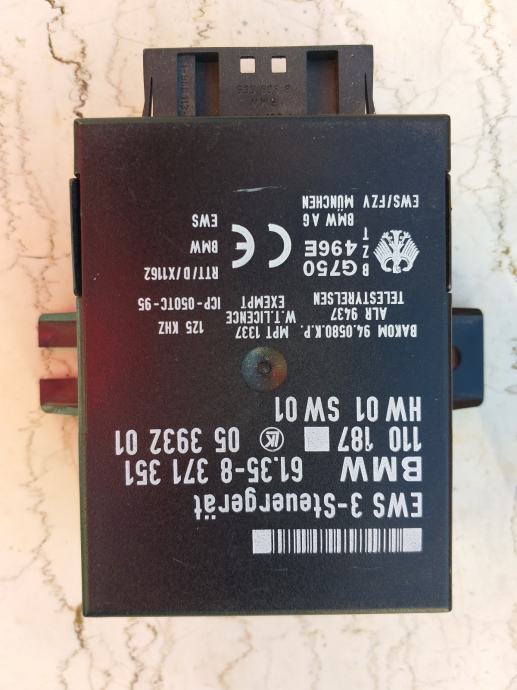 EWS 3-Steuergerät
BMW 61.35-8 371 351
110 187 05 3932 01
HW 01 SW 01
BAKOM 94.0580.K.P. MPT 1337 125 KHZ
ALR 9437 W.T.LICENCE
TELESTYRELSEN EXEMPT ICP-050TC-95
B Z T G750 496E CE CE RTT/D/X1162
BMW
EWS
BMW AG
EWS/FZV MÜNCHEN